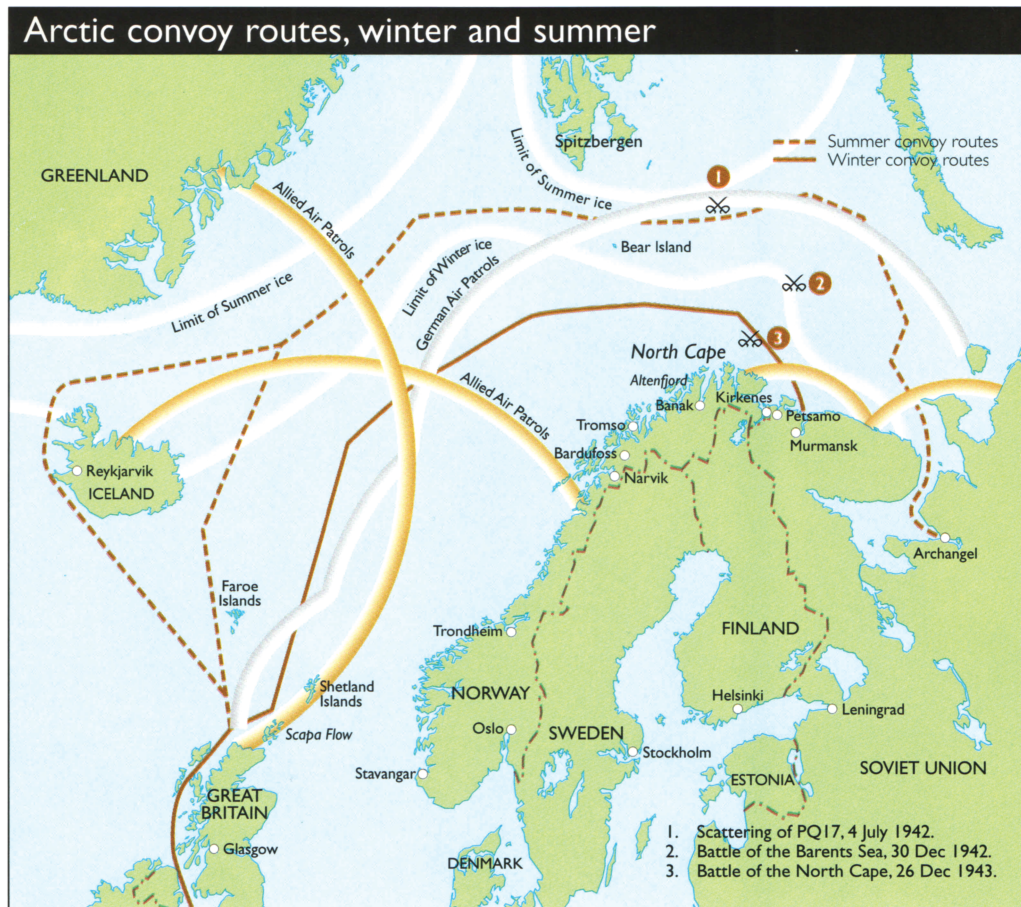 Arctic convoy routes, winter and summer
GREENLAND
Spitzbergen
Summer convoy routes
Winter convoy routes
Limit of Summer ice
Allied Air Patrols
1
Bear Island
Limit of Winter ice
German Air Patrols
Limit of Summer ice
2
3
North Cape
Altenfjord
Allied Air Patrols
Banak
Kirkenes
Petsamo
Tromso
Murmansk
Bardufoss
Reykjarvik
Narvik
ICELAND
Archangel
Faroe
Islands
Trondheim
FINLAND
Shetland
Islands
NORWAY
Helsinki
Leningrad
Scapa Flow
Oslo
SWEDEN
Stockholm
Stavangar
SOVIET UNION
ESTONIA
GREAT
BRITAIN
Glasgow
DENMARK
1. Scattering of PQ17, 4 July 1942.
2. Battle of the Barents Sea, 30 Dec 1942.
3. Battle of the North Cape, 26 Dec 1943.